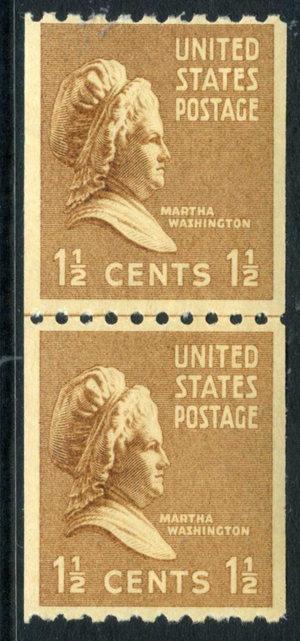 UNITED
STATES
POSTAGE
MARTHA
WASHINGTON
1½ CENTS 1½
UNITED
STATES
POSTAGE
MARTHA
WASHINGTON
1½ CENTS 1½